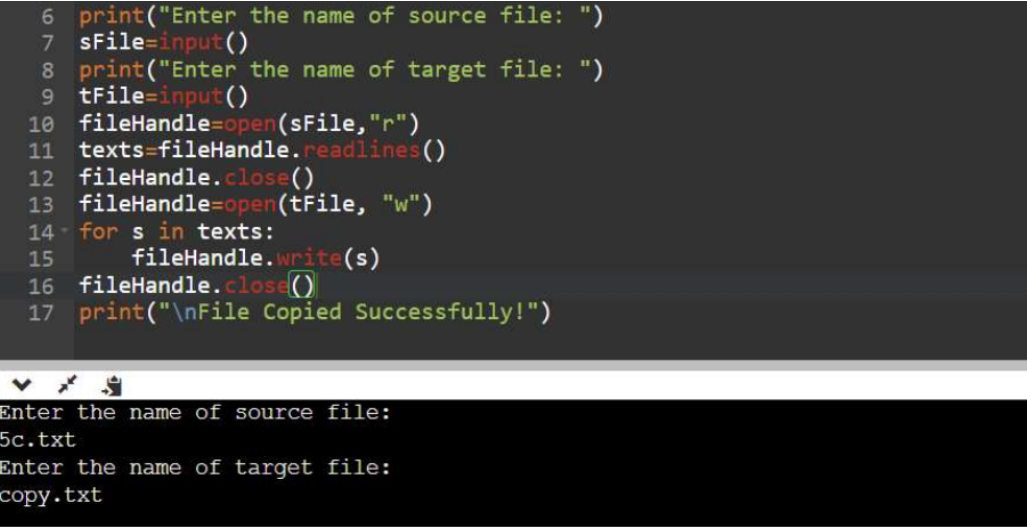 6 print("Enter the name of source file: ")
7 sFile=input()
8 print("Enter the name of target file: ")
9 tFile=input()
10 fileHandle=open(sFile,"r")
11 texts=fileHandle.readlines()
12 fileHandle.close()
13 fileHandle=open(tFile, "w")
14 for s in texts:
15     fileHandle.write(s)
16 fileHandle.close()
17 print("\nFile Copied Successfully!")
Enter the name of source file:
5c.txt
Enter the name of target file:
copy.txt